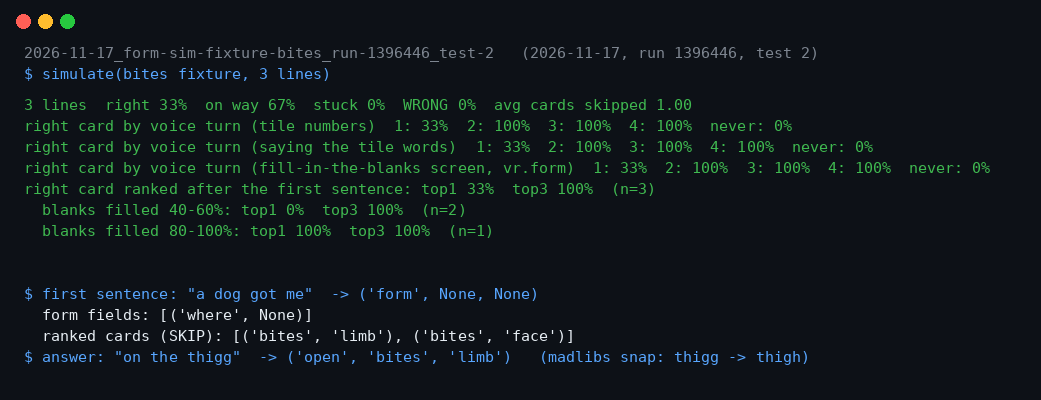 2026-11-17_form-sim-fixture-bites_run-1396446_test-2   (2026-11-17, run 1396446, test 2)
$ simulate(bites fixture, 3 lines)
3 lines  right 33%  on way 67%  stuck 0%  WRONG 0%  avg cards skipped 1.00
right card by voice turn (tile numbers)  1: 33%  2: 100%  3: 100%  4: 100%  never: 0%
right card by voice turn (saying the tile words)  1: 33%  2: 100%  3: 100%  4: 100%  never: 0%
right card by voice turn (fill-in-the-blanks screen, vr.form)  1: 33%  2: 100%  3: 100%  4: 100%  never: 0%
right card ranked after the first sentence: top1 33%  top3 100%  (n=3)
  blanks filled 40-60%: top1 0%  top3 100%  (n=2)
  blanks filled 80-100%: top1 100%  top3 100%  (n=1)
$ first sentence: "a dog got me"  -> ('form', None, None)
  form fields: [('where', None)]
  ranked cards (SKIP): [('bites', 'limb'), ('bites', 'face')]
$ answer: "on the thigg"  -> ('open', 'bites', 'limb')   (madlibs snap: thigg -> thigh)